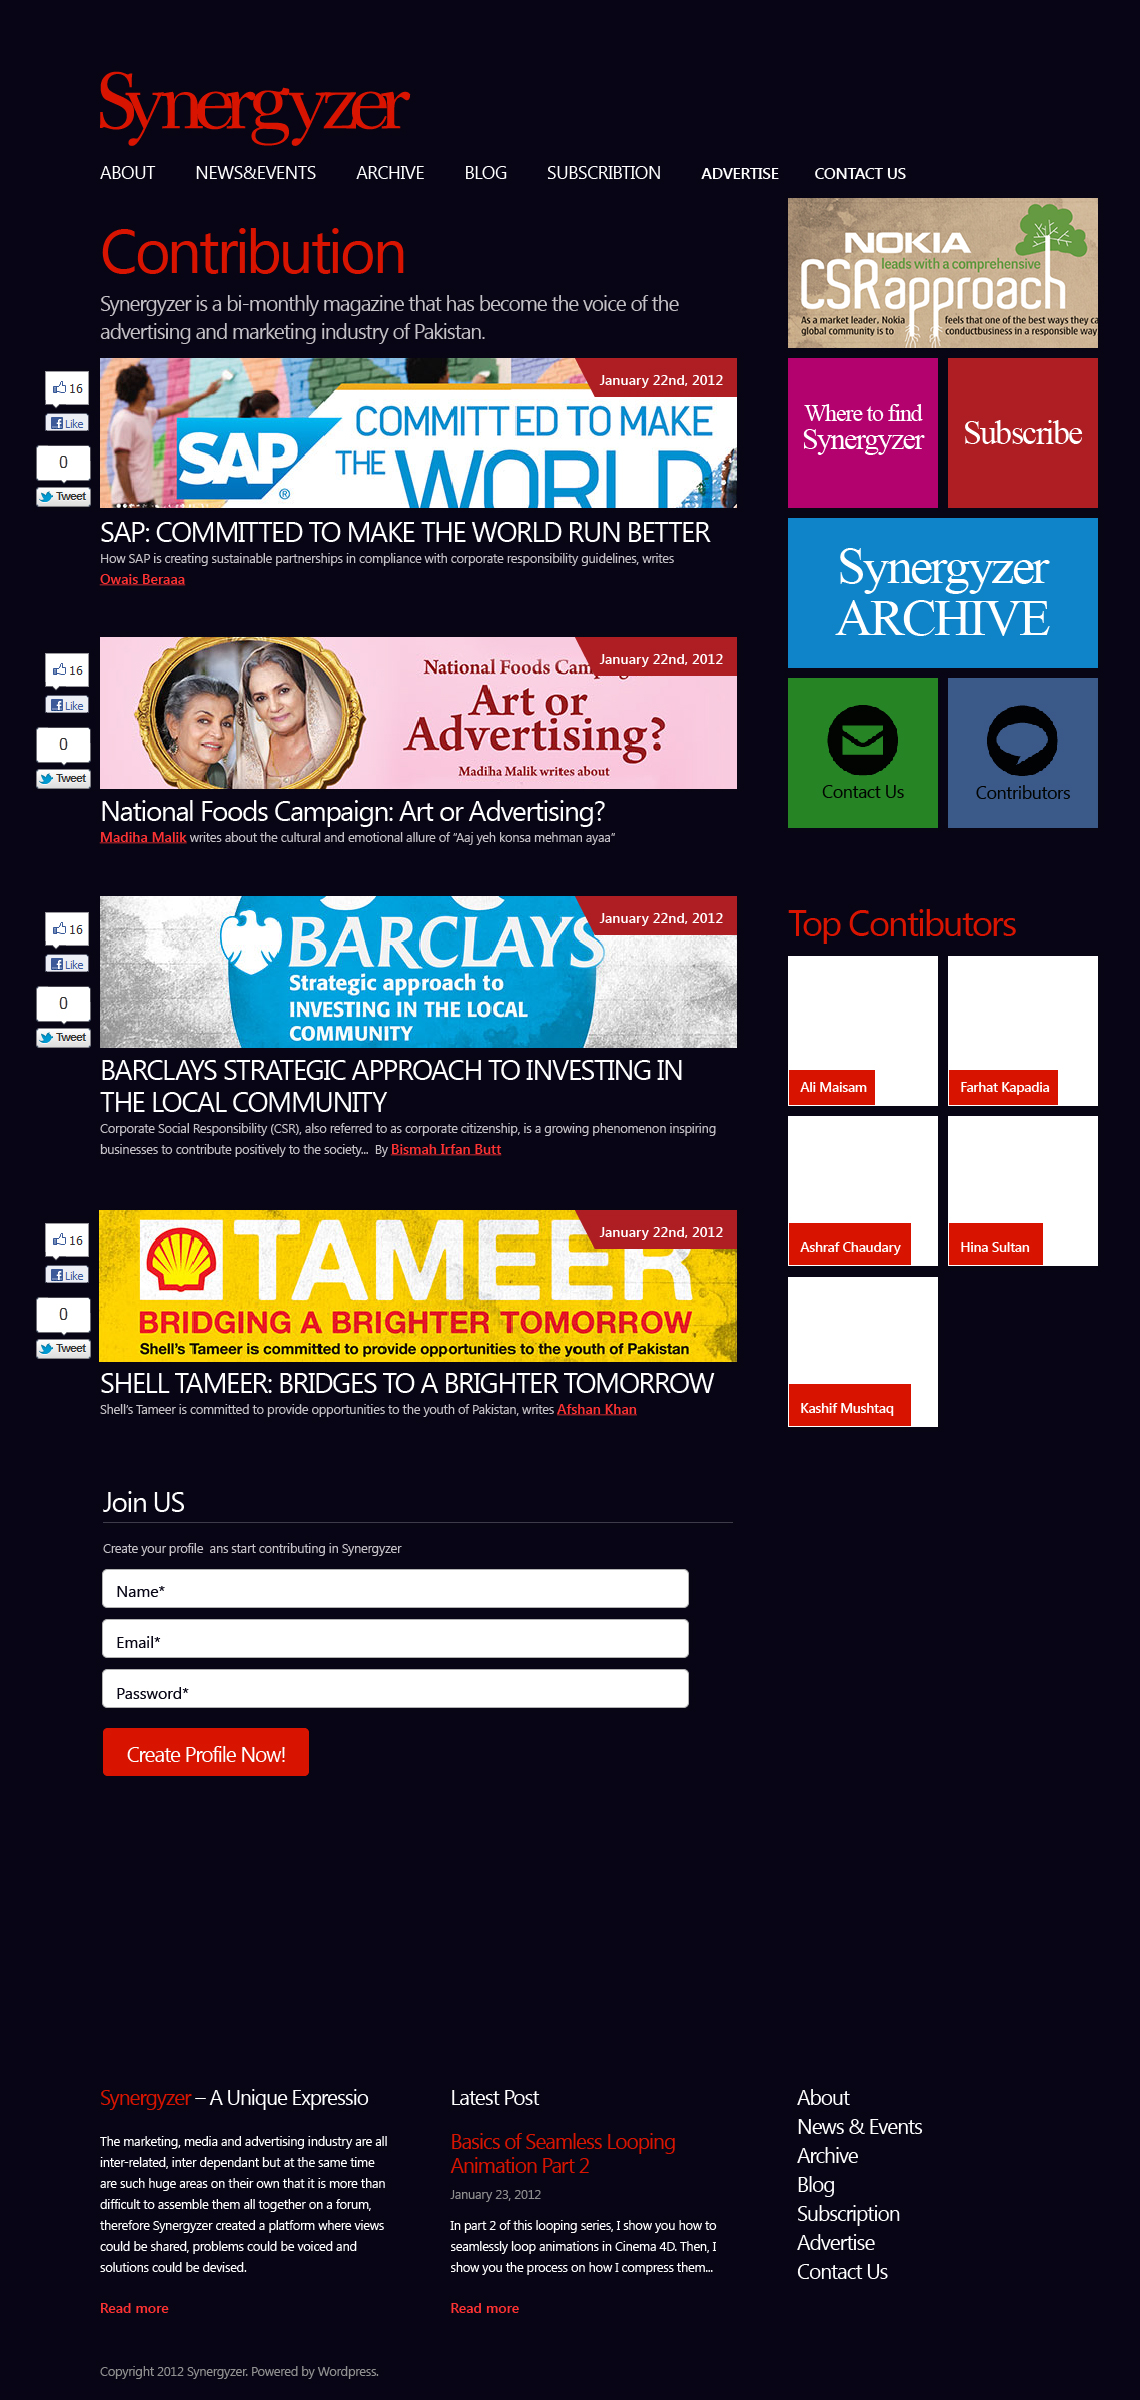 Synergyzer
ABOUT NEWS&EVENTS ARCHIVE BLOG SUBSCRIBTION ADVERTISE CONTACT US
Contribution
Synergyzer is a bi-monthly magazine that has become the voice of the
advertising and marketing industry of Pakistan.
16
Like
0
Tweet
January 22nd, 2012
COMMITTED TO MAKE
SAP ®
THE WORLD
SAP: COMMITTED TO MAKE THE WORLD RUN BETTER
How SAP is creating sustainable partnerships in compliance with corporate responsibility guidelines, writes
Owais Beraaa
16
Like
0
Tweet
January 22nd, 2012
National Foods
Art or
Advertising?
Madiha Malik writes about
National Foods Campaign: Art or Advertising?
Madiha Malik writes about the cultural and emotional allure of “Aaj yeh konsa mehman ayaa”
16
Like
0
Tweet
January 22nd, 2012
BARCLAYS
Strategic approach to
INVESTING IN THE LOCAL
COMMUNITY
BARCLAYS STRATEGIC APPROACH TO INVESTING IN
THE LOCAL COMMUNITY
Corporate Social Responsibility (CSR), also referred to as corporate citizenship, is a growing phenomenon inspiring
businesses to contribute positively to the society... By Bismah Irfan Butt
16
Like
0
Tweet
January 22nd, 2012
TAMEER
BRIDGING A BRIGHTER TOMORROW
Shell's Tameer is committed to provide opportunities to the youth of Pakistan
SHELL TAMEER: BRIDGES TO A BRIGHTER TOMORROW
Shell's Tameer is committed to provide opportunities to the youth of Pakistan, writes Afshan Khan
Join US
Create your profile ans start contributing in Synergyzer
Name*
Email*
Password*
Create Profile Now!
NOKIA
leads with a comprehensive
CSR approach
As a market leader, Nokia feels that one of the best ways they ca
global community is to conductbusiness in a responsible way
Where to find
Synergyzer
Subscribe
Synergyzer
ARCHIVE
Contact Us
Contributors
Top Contibutors
Ali Maisam
Farhat Kapadia
Ashraf Chaudary
Hina Sultan
Kashif Mushtaq
Synergyzer – A Unique Expressio
The marketing, media and advertising industry are all
inter-related, inter dependant but at the same time
are such huge areas on their own that it is more than
difficult to assemble them all together on a forum,
therefore Synergyzer created a platform where views
could be shared, problems could be voiced and
solutions could be devised.
Read more
Latest Post
Basics of Seamless Looping
Animation Part 2
January 23, 2012
In part 2 of this looping series, I show you how to
seamlessly loop animations in Cinema 4D. Then, I
show you the process on how I compress them...
Read more
About
News & Events
Archive
Blog
Subscription
Advertise
Contact Us
Copyright 2012 Synergyzer. Powered by Wordpress.